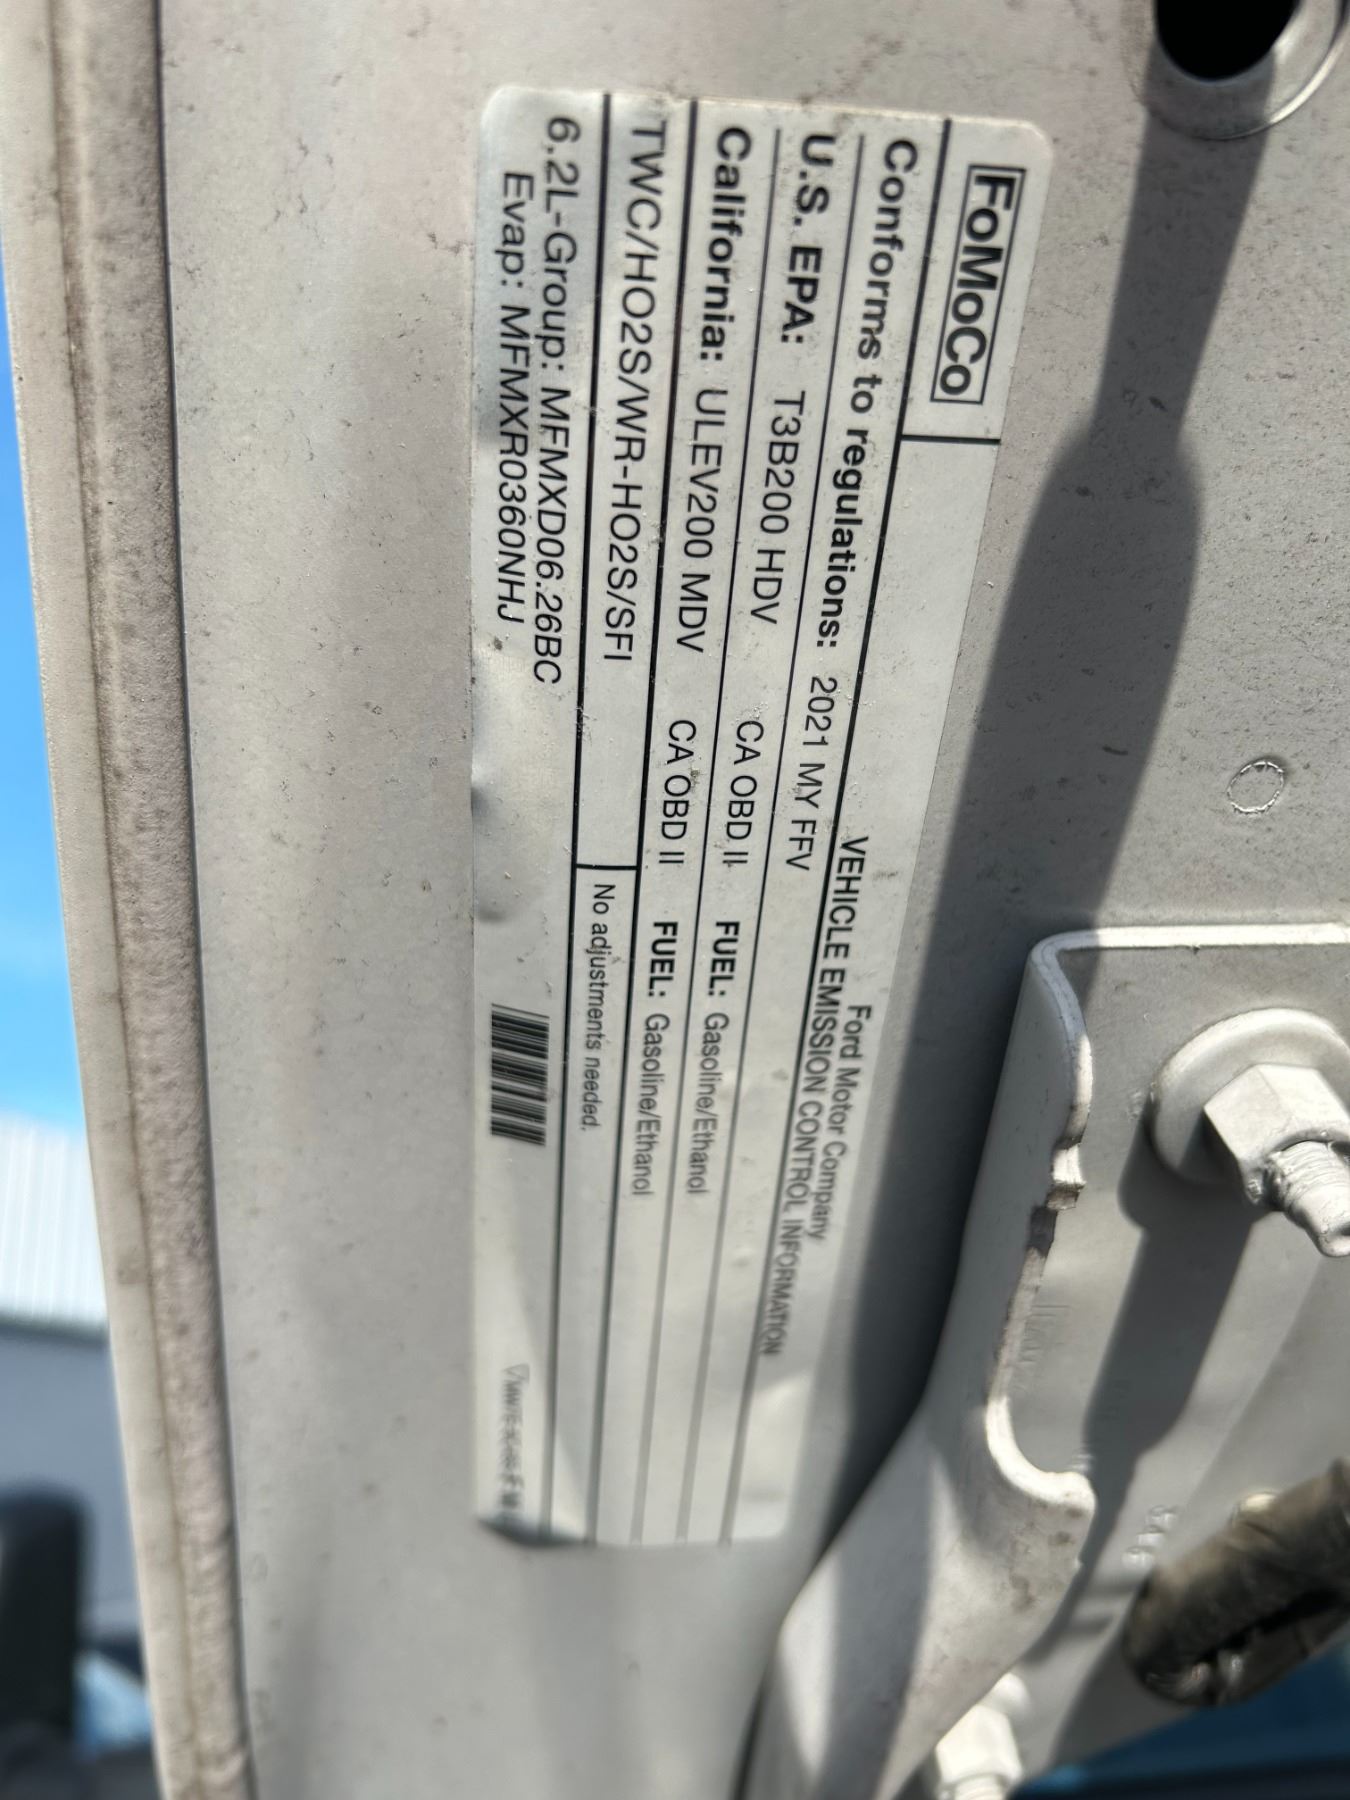 FoMoCo
Ford Motor Company
VEHICLE EMISSION CONTROL INFORMATION
Conforms to regulations: 2021 MY FFV
U.S. EPA: T3B200 HDV CA OBD II FUEL: Gasoline/Ethanol
California: ULEV200 MDV CA OBD II FUEL: Gasoline/Ethanol
TWC/HO2S/WR-HO2S/SFI
No adjustments needed.
6.2L-Group: MFMXD06.26BC
Evap: MFMXR0360NHJ